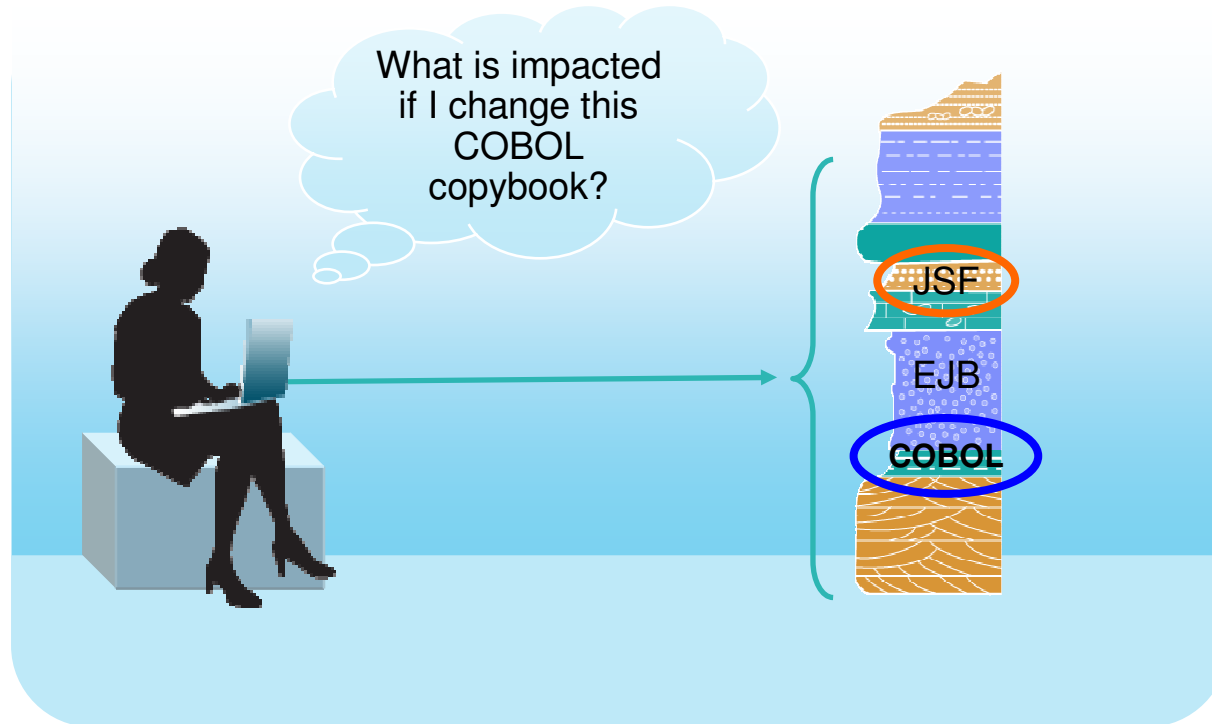 What is impacted
if I change this
COBOL
copybook?
JSF
EJB
COBOL